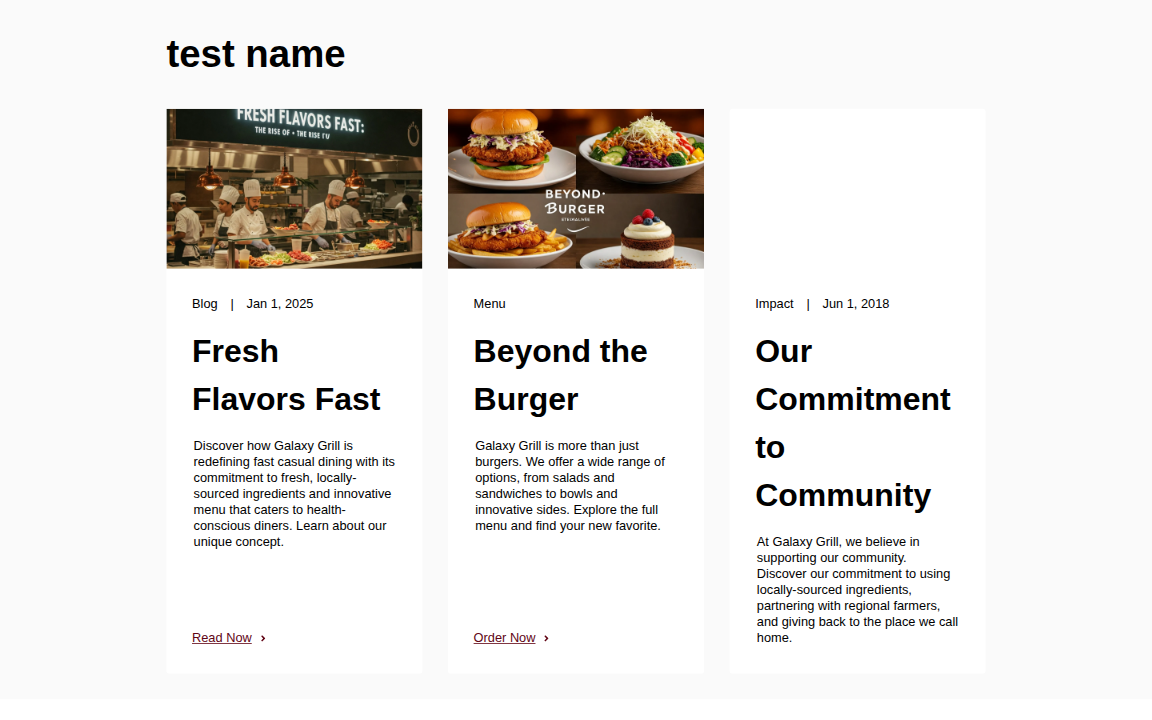 test name
FRESH FLAVORS FAST:
THE RISE OF • THE RISE I'U
BEYOND
BURGER
Blog | Jan 1, 2025
Fresh
Flavors Fast
Discover how Galaxy Grill is
redefining fast casual dining with its
commitment to fresh, locally-
sourced ingredients and innovative
menu that caters to health-
conscious diners. Learn about our
unique concept.
Read Now ›
Menu
Beyond the
Burger
Galaxy Grill is more than just
burgers. We offer a wide range of
options, from salads and
sandwiches to bowls and
innovative sides. Explore the full
menu and find your new favorite.
Order Now ›
Impact | Jun 1, 2018
Our
Commitment
to
Community
At Galaxy Grill, we believe in
supporting our community.
Discover our commitment to using
locally-sourced ingredients,
partnering with regional farmers,
and giving back to the place we call
home.